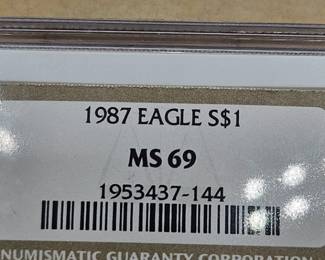 1987 EAGLE S$1
MS 69
1953437-144
NUMISMATIC GUARANTY CORPORATION